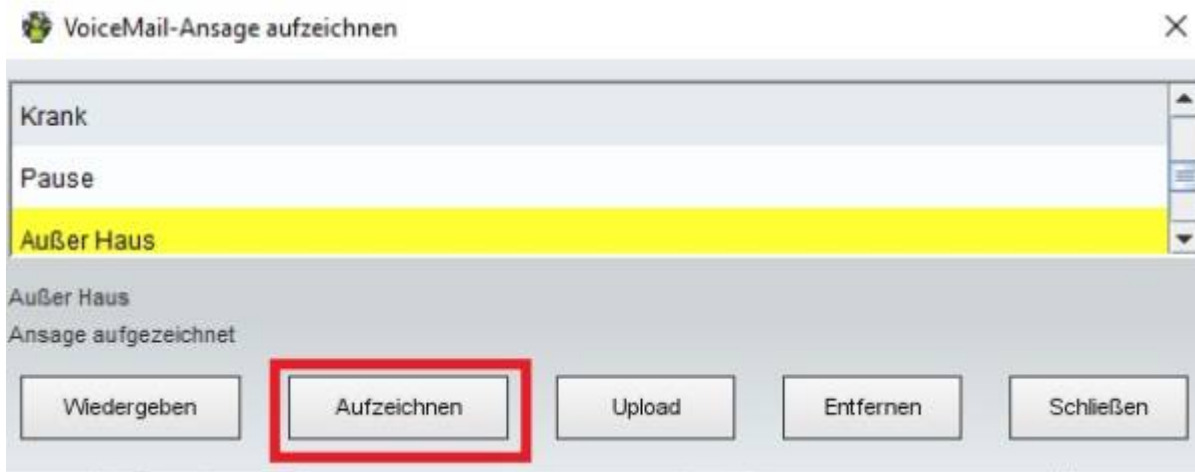 VoiceMail-Ansage aufzeichnen
Krank
Pause
Außer Haus
Außer Haus
Ansage aufgezeichnet
Wiedergeben Aufzeichnen Upload Entfernen Schließen